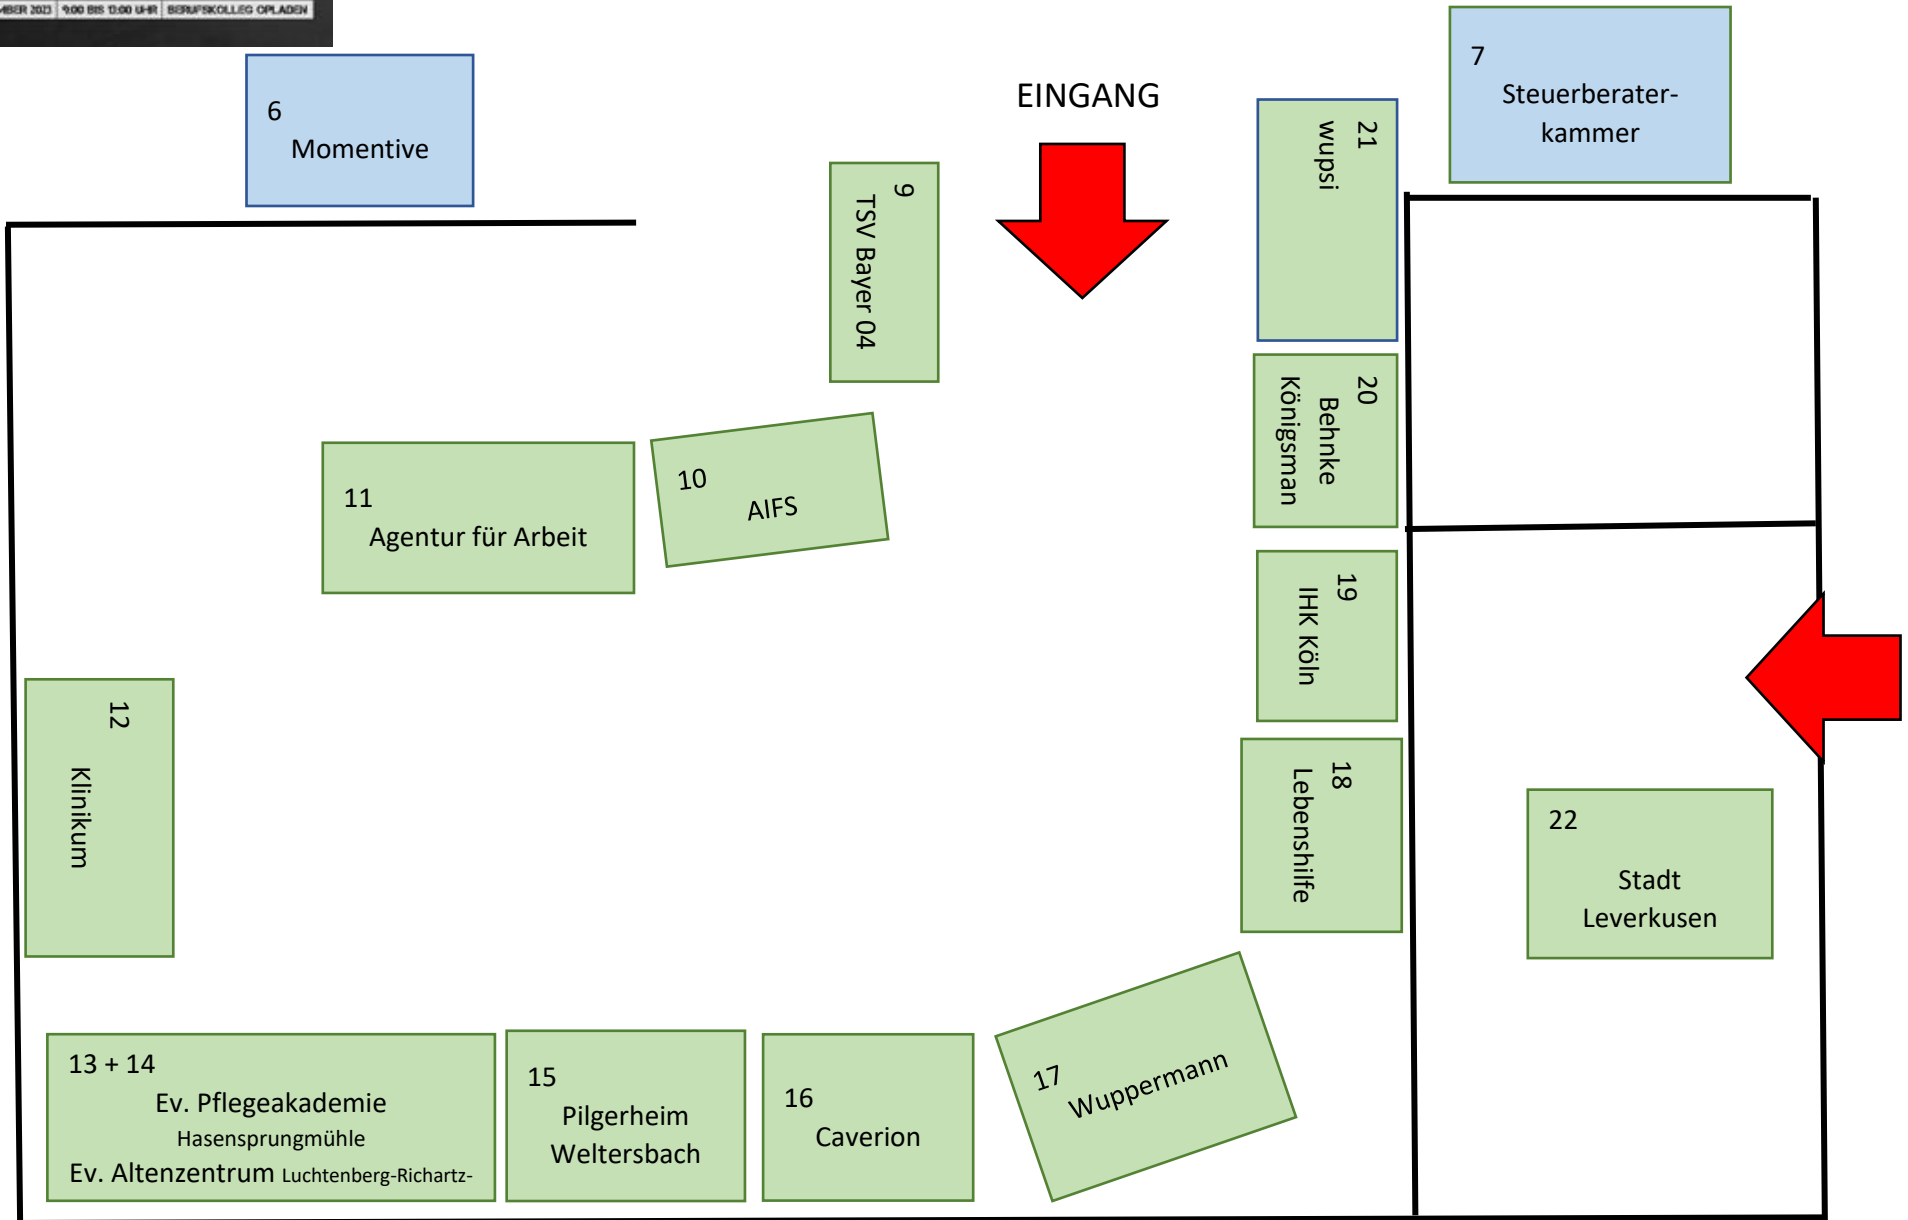 9:00 BIS 13:00 UHR
BERUFSKOLLEG OPLADEN
6
Momentive
EINGANG
7
Steuerberater-
kammer
21
wupsi
9
TSV Bayer 04
20
Behnke
Königsman
10
AIFS
11
Agentur für Arbeit
19
IHK Köln
12
Klinikum
18
Lebenshilfe
22
Stadt
Leverkusen
13 + 14
Ev. Pflegeakademie
Hasensprungmühle
Ev. Altenzentrum Luchtenberg-Richartz-
15
Pilgerheim
Weltersbach
16
Caverion
17
Wuppermann